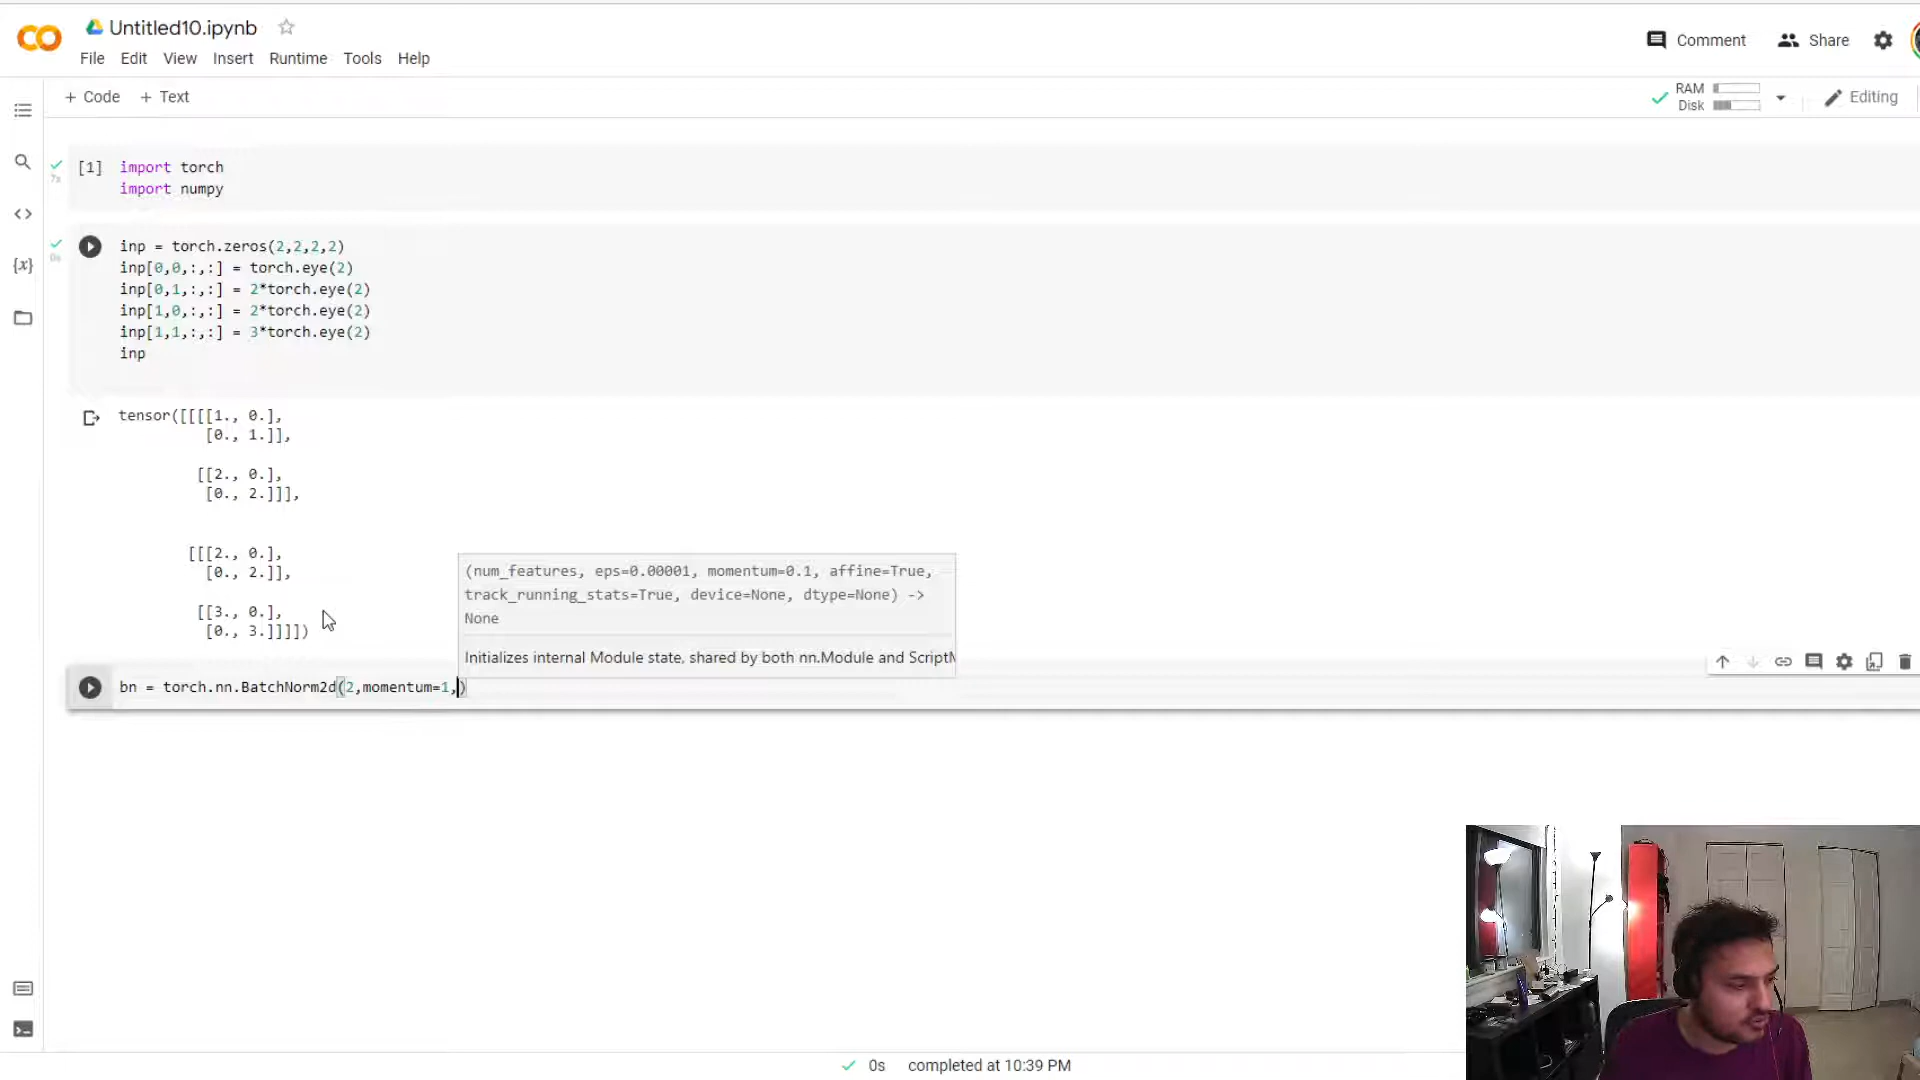 Untitled10.ipynb
File Edit View Insert Runtime Tools Help
Comment Share
+ Code + Text
RAM
Disk
Editing
[1] import torch
import numpy
7s
0s
inp = torch.zeros(2,2,2,2)
inp[0,0,:,:] = torch.eye(2)
inp[0,1,:,:] = 2*torch.eye(2)
inp[1,0,:,:] = 2*torch.eye(2)
inp[1,1,:,:] = 3*torch.eye(2)
inp
tensor([[[[1., 0.],
[0., 1.]],
[[2., 0.],
[0., 2.]]],
[[[2., 0.],
[0., 2.]],
[[3., 0.],
[0., 3.]]]])
(num_features, eps=0.00001, momentum=0.1, affine=True,
track_running_stats=True, device=None, dtype=None) ->
None
Initializes internal Module state, shared by both nn.Module and ScriptM
bn = torch.nn.BatchNorm2d(2,momentum=1,)
0s completed at 10:39 PM